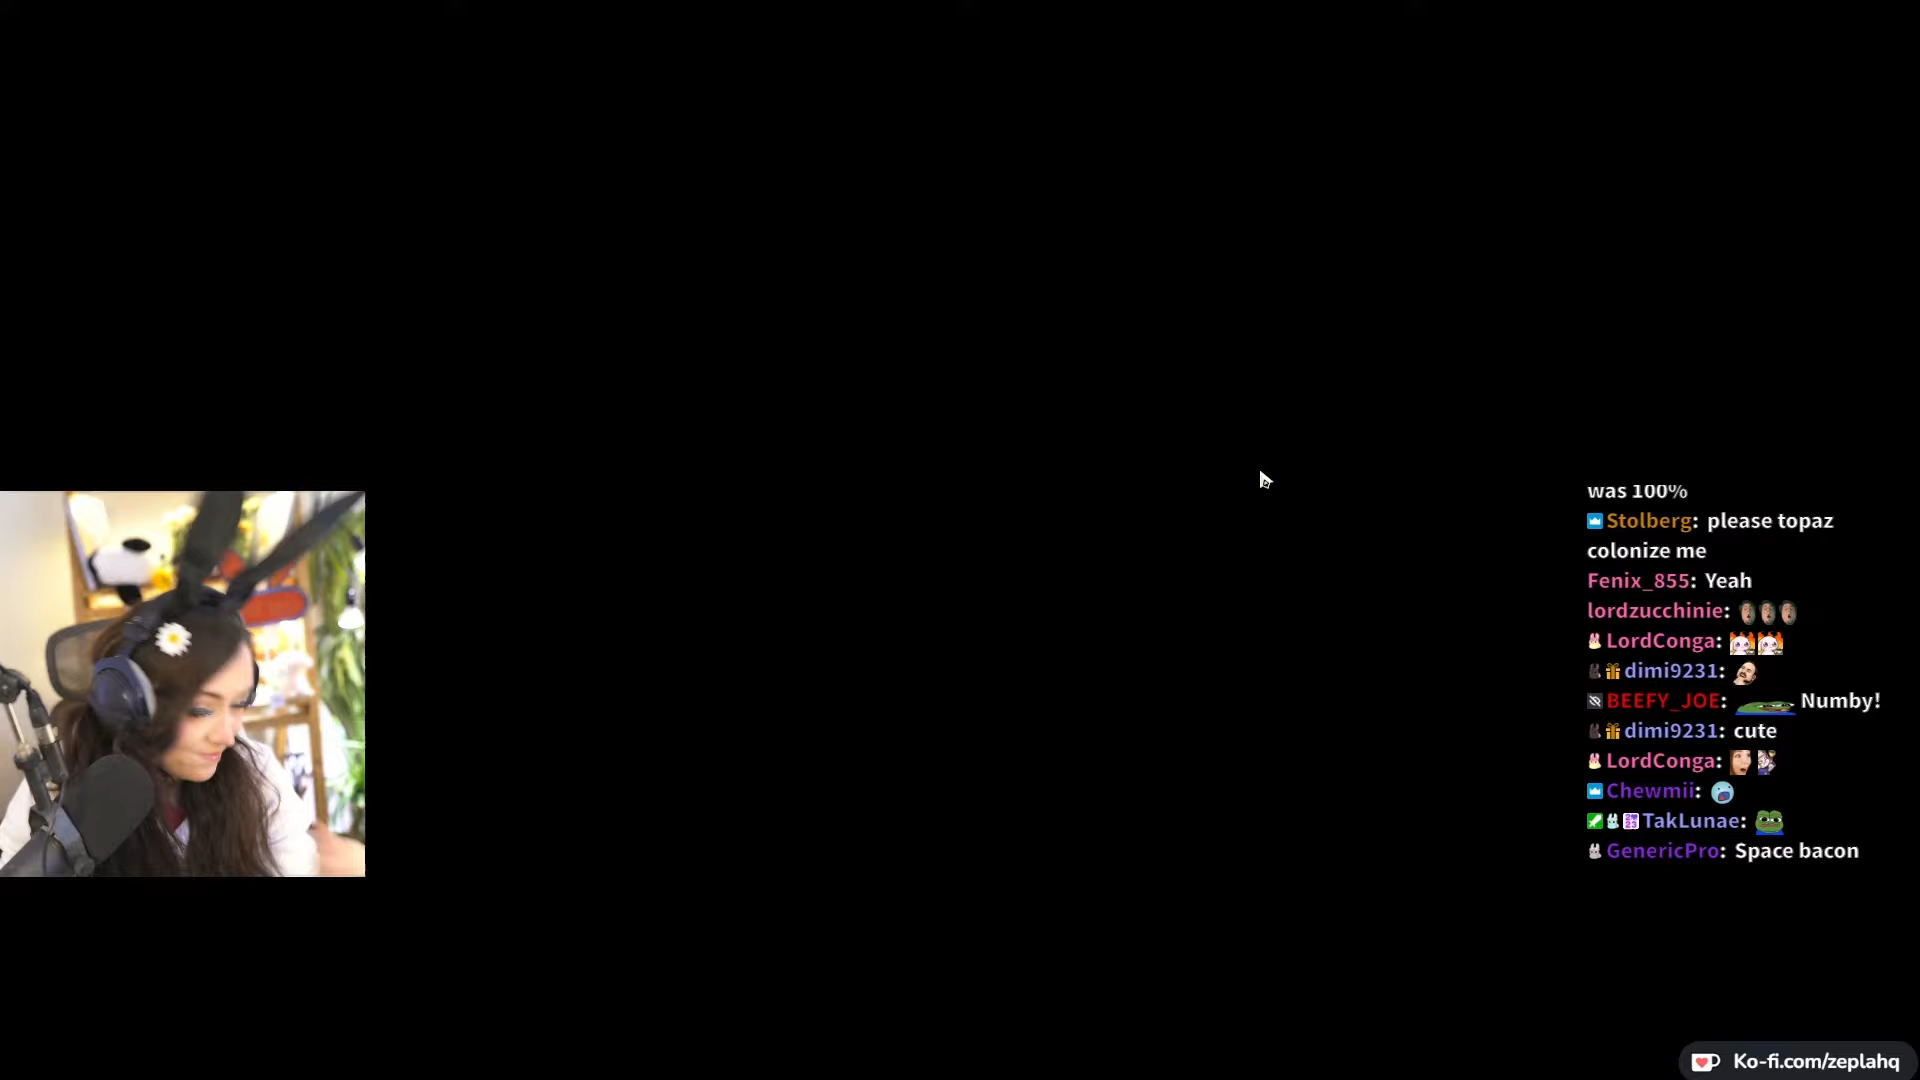 was 100%
Stolberg: please topaz
colonize me
Fenix_855: Yeah
lordzucchinie:
LordConga:
dimi9231:
BEEFY_JOE: Numby!
dimi9231: cute
LordConga:
Chewmii:
TakLunae:
GenericPro: Space bacon
Ko-fi.com/zeplahq